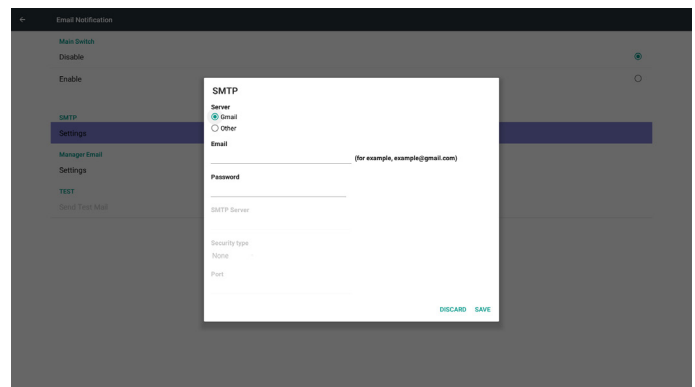 Email Notification
Main Switch
Disable
Enable
SMTP
Settings
Manager Email
Settings
TEST
Send Test Mail
SMTP
Server
Gmail
Other
Email
(for example, example@gmail.com)
Password
SMTP Server
Security type
None
Port
DISCARD SAVE